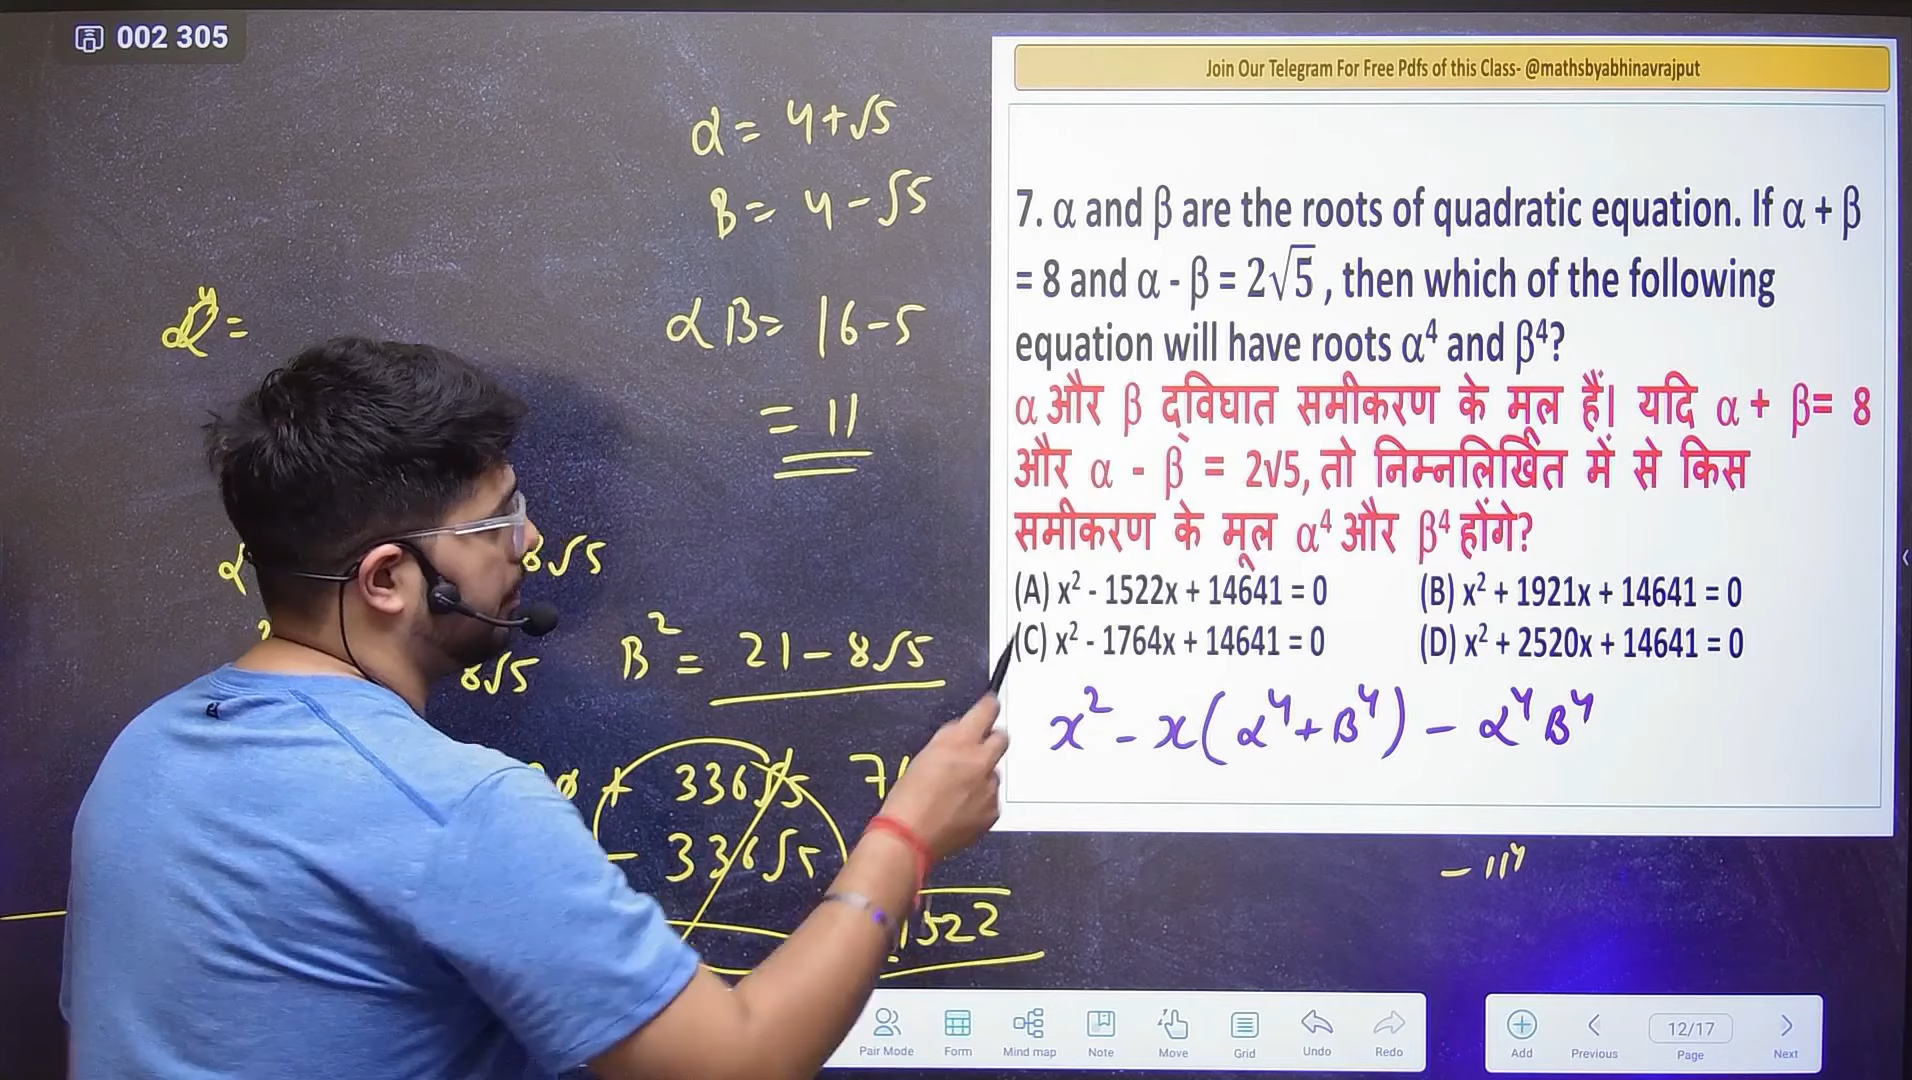 002 305
α = 4+√5
β = 4-√5
αβ = 16-5
= 11
8√5
8√5
β² = 21-8√5
+ 336√5
- 336√5
1522
Join Our Telegram For Free Pdfs of this Class- @mathsbyabhinavrajput
7. α and β are the roots of quadratic equation. If α + β
= 8 and α - β = 2√5 , then which of the following
equation will have roots α⁴ and β⁴?
α और β द्विघात समीकरण के मूल हैं। यदि α + β= 8
और α - β = 2√5, तो निम्नलिखित में से किस
समीकरण के मूल α⁴ और β⁴ होंगे?
(A) x² - 1522x + 14641 = 0 (B) x² + 1921x + 14641 = 0
(C) x² - 1764x + 14641 = 0 (D) x² + 2520x + 14641 = 0
x² - x(α⁴+β⁴) - α⁴β⁴
- 11⁴
Pair Mode Form Mind map Note Move Grid Undo Redo
Add Previous 12/17 Page Next